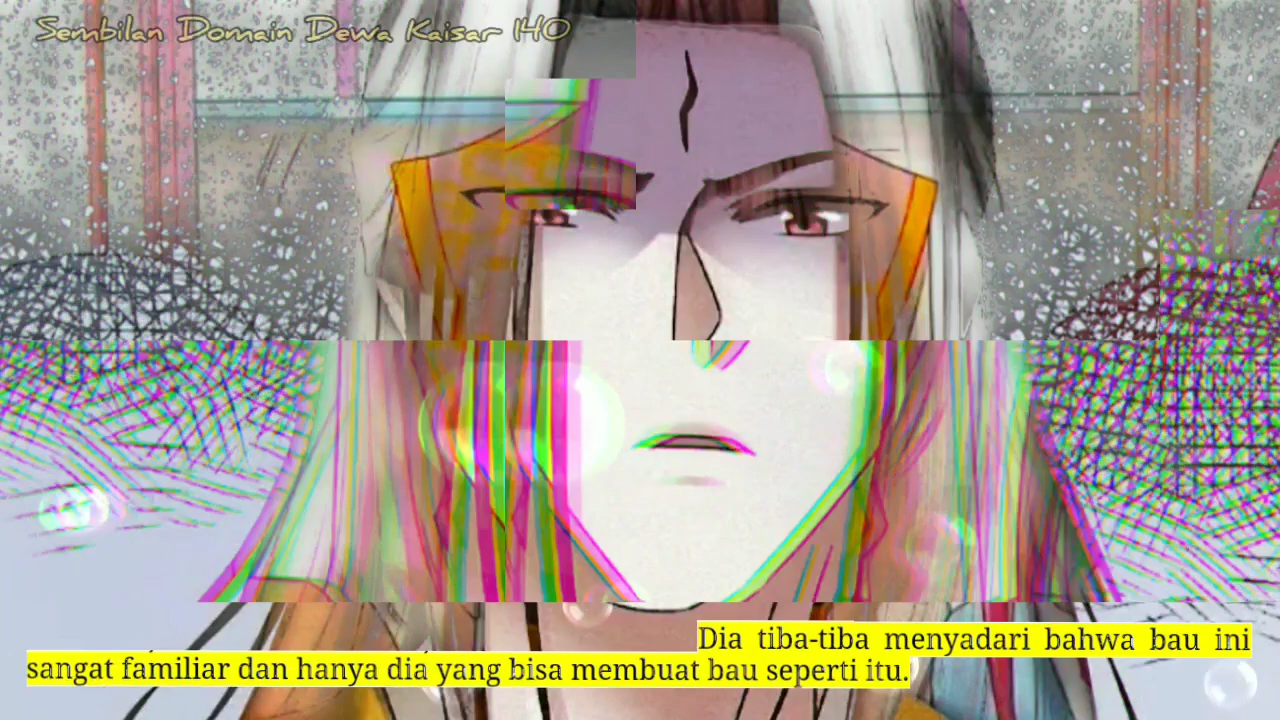 Sembilan Domain Dewa Kaisar 140
Dia tiba-tiba menyadari bahwa bau ini
sangat familiar dan hanya dia yang bisa membuat bau seperti itu.